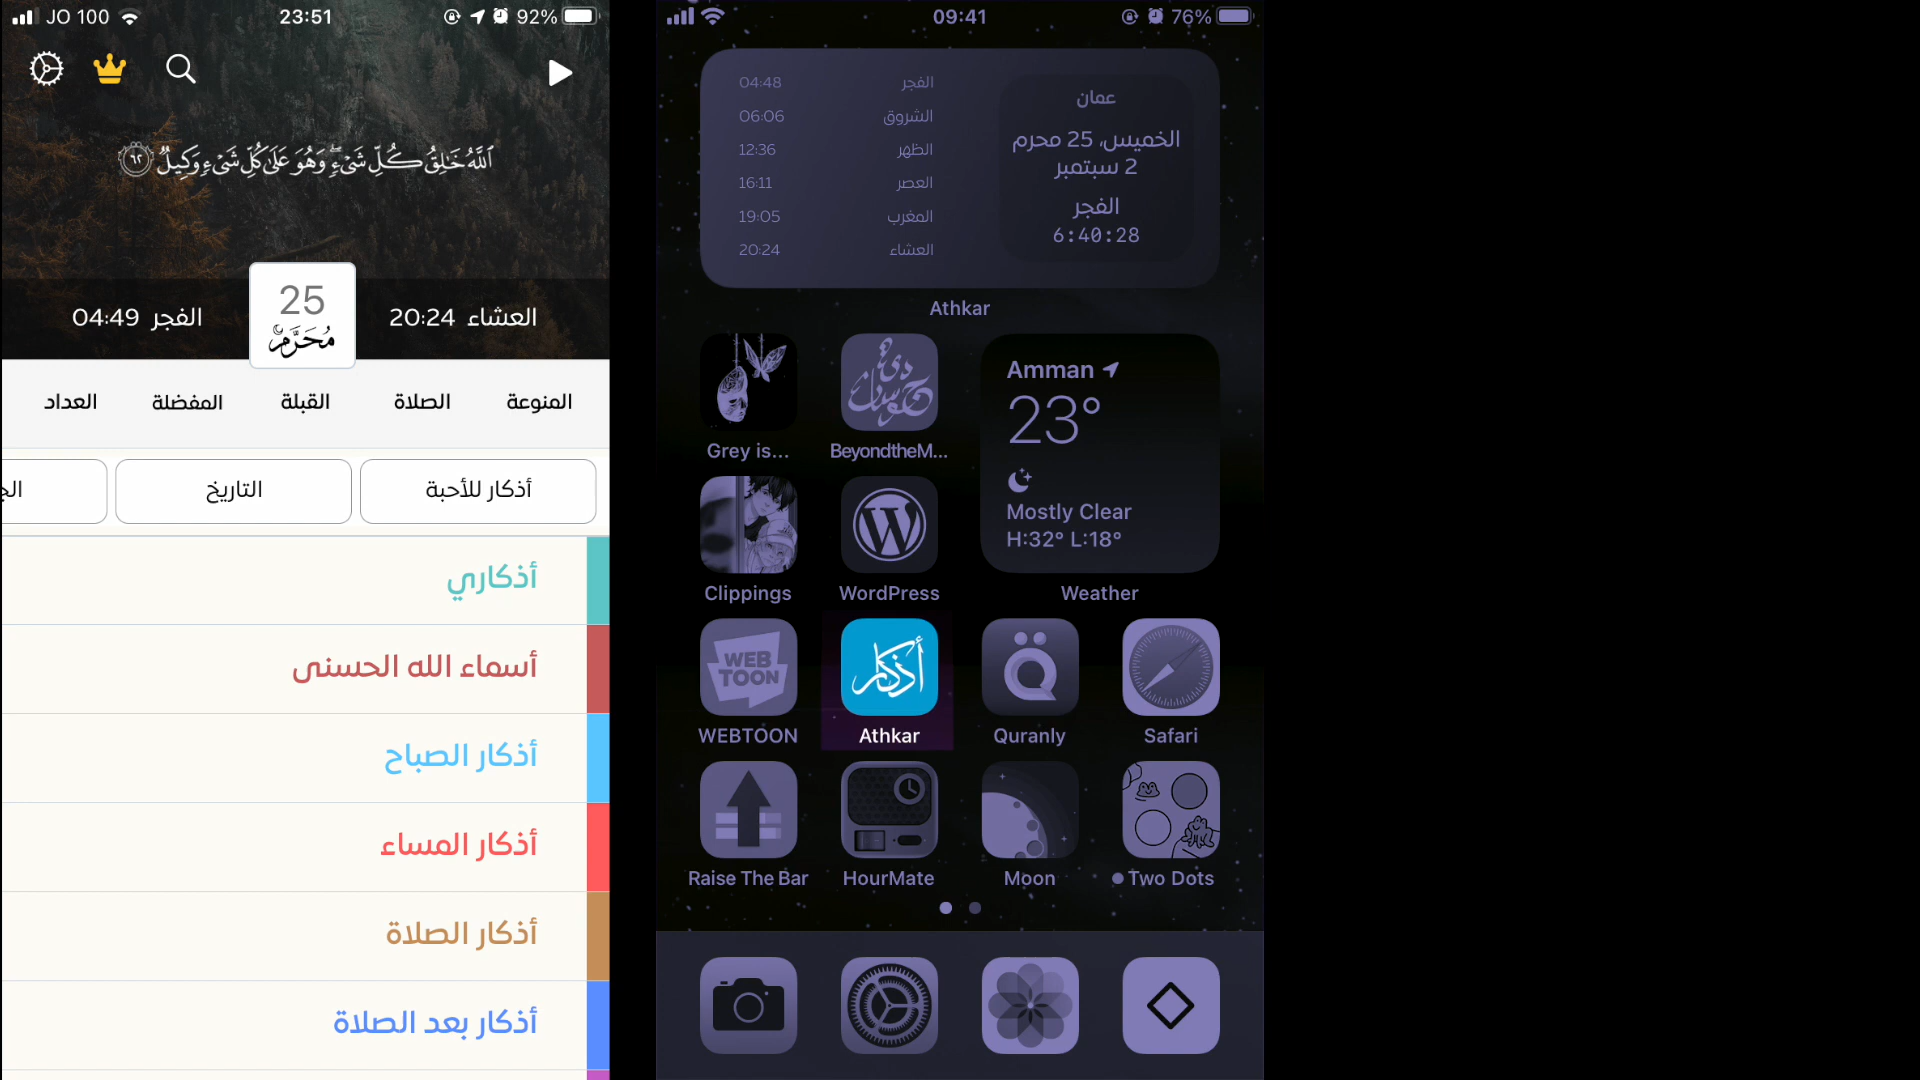 JO 100
23:51
92%
ٱللَّهُ خَـٰلِقُ كُلِّ شَىْءٍۢ ۖ وَهُوَ عَلَىٰ كُلِّ شَىْءٍۢ وَكِيلٌۭ ٦٢
العشاء 20:24
25
مُحَرَّم
الفجر 04:49
المنوعة
الصلاة
القبلة
المفضلة
العداد
أذكار للأحبة
التاريخ
الج
أذكاري
أسماء الله الحسنى
أذكار الصباح
أذكار المساء
أذكار الصلاة
أذكار بعد الصلاة
09:41
76%
عمان
الخميس، 25 محرم
2 سبتمبر
الفجر
6:40:28
الفجر 04:48
الشروق 06:06
الظهر 12:36
العصر 16:11
المغرب 19:05
العشاء 20:24
Athkar
Amman
23°
Mostly Clear
H:32° L:18°
Weather
Grey is...
BeyondtheM...
Clippings
WordPress
WEB
TOON
WEBTOON
أذكار
Athkar
Quranly
Safari
Raise The Bar
HourMate
Moon
Two Dots